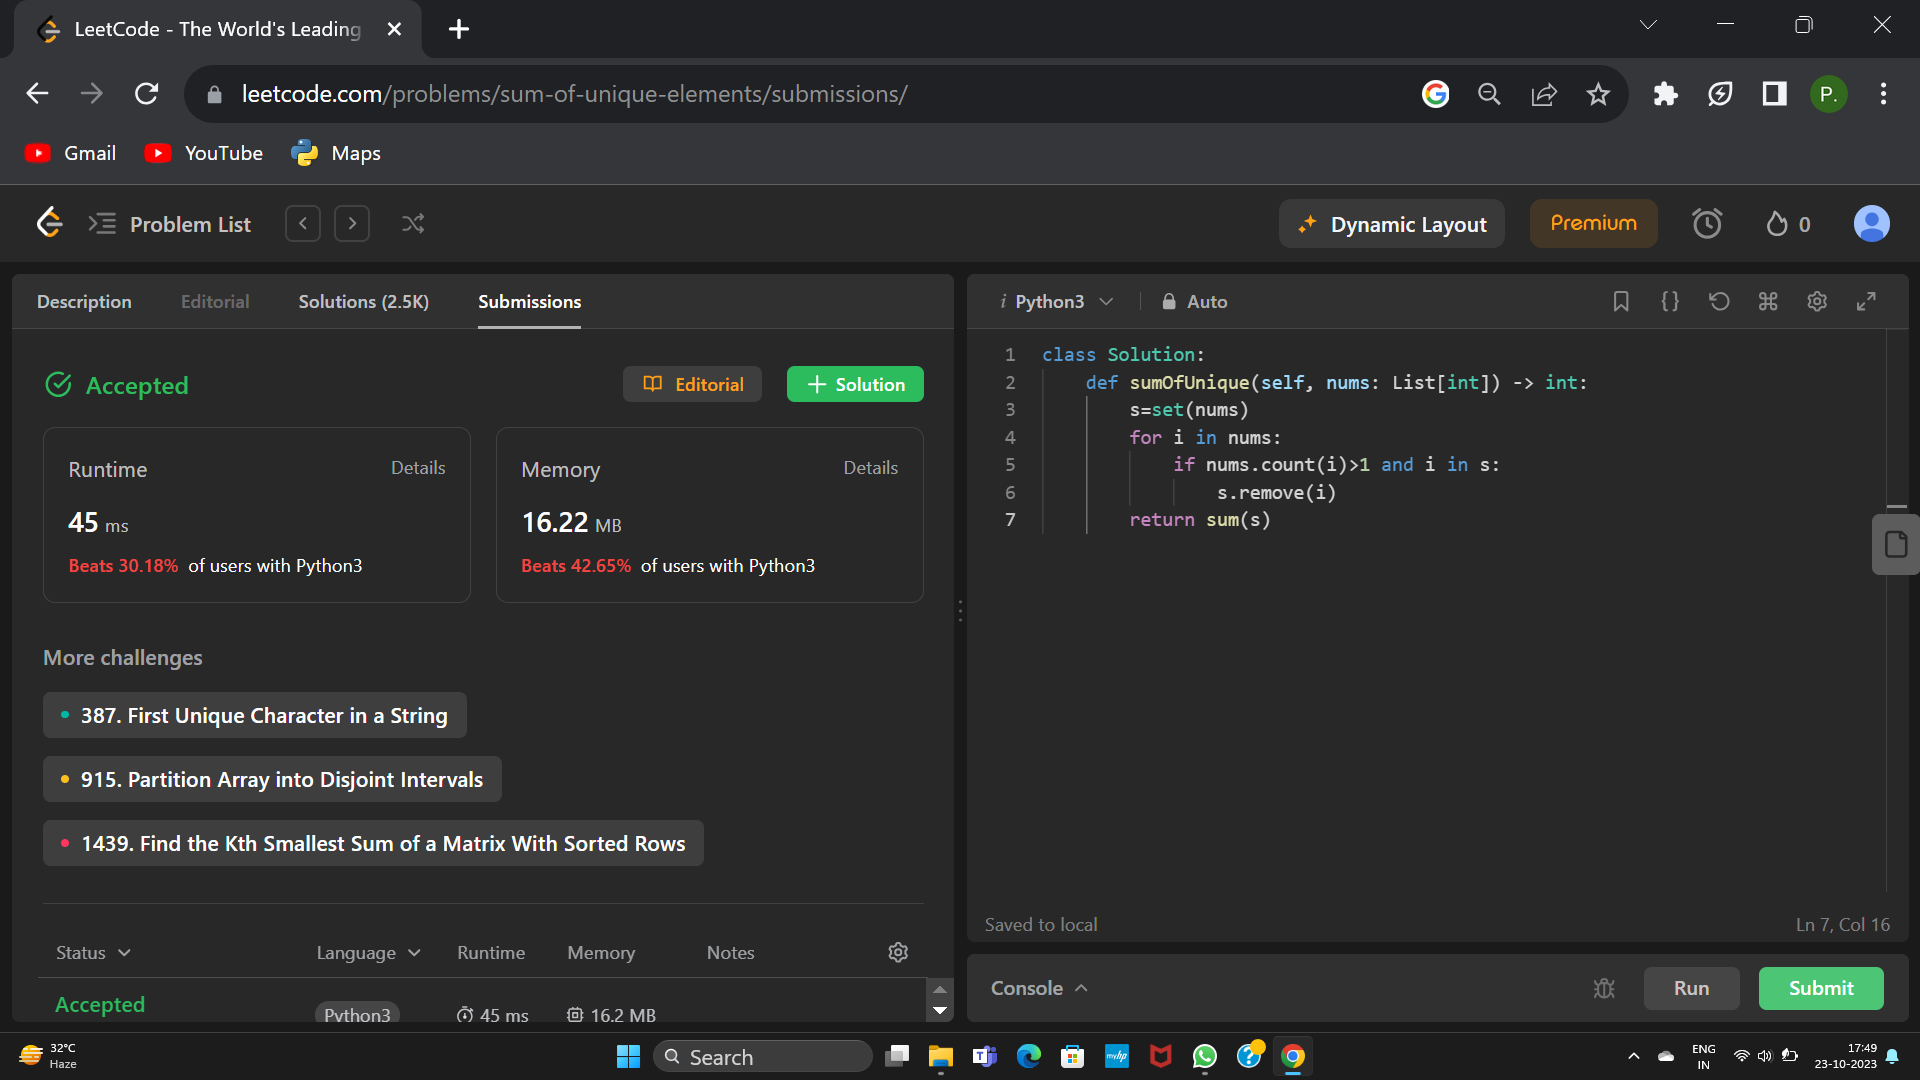 LeetCode - The World's Leading
leetcode.com/problems/sum-of-unique-elements/submissions/
P.
Gmail YouTube Maps
Problem List
Dynamic Layout Premium 0
Description Editorial Solutions (2.5K) Submissions
Accepted Editorial + Solution
Runtime Details
45 ms
Beats 30.18% of users with Python3
Memory Details
16.22 MB
Beats 42.65% of users with Python3
More challenges
387. First Unique Character in a String
915. Partition Array into Disjoint Intervals
1439. Find the Kth Smallest Sum of a Matrix With Sorted Rows
Status Language Runtime Memory Notes
Accepted Python3 45 ms 16.2 MB
i Python3 Auto
1 class Solution:
2 def sumOfUnique(self, nums: List[int]) -> int:
3 s=set(nums)
4 for i in nums:
5 if nums.count(i)>1 and i in s:
6 s.remove(i)
7 return sum(s)
Saved to local Ln 7, Col 16
Console Run Submit
32°C
Haze
Search
myhp
ENG
IN
17:49
23-10-2023